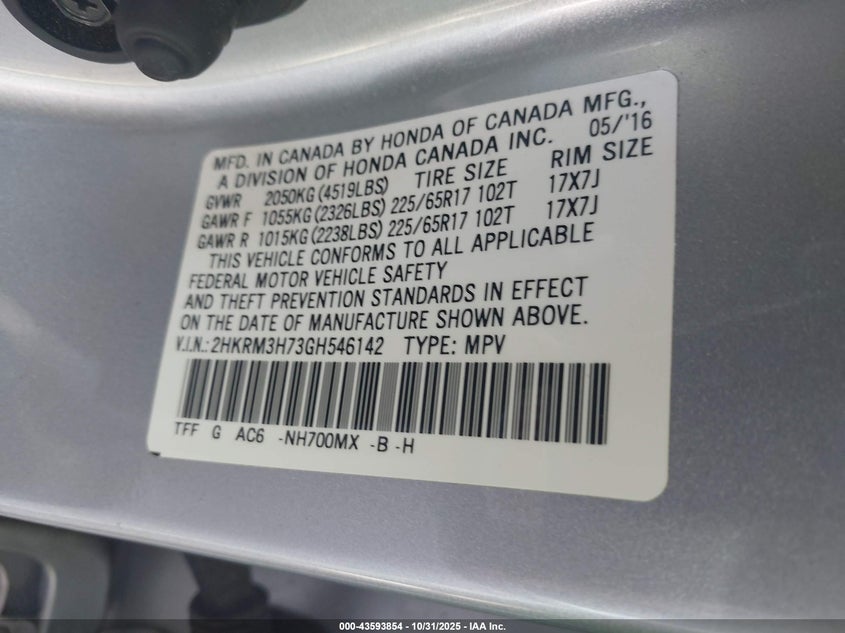 MFD. IN CANADA BY HONDA OF CANADA MFG.,
A DIVISION OF HONDA CANADA INC. 05/'16
GVWR 2050KG(4519LBS) TIRE SIZE RIM SIZE
GAWR F 1055KG(2326LBS) 225/65R17 102T 17X7J
GAWR R 1015KG(2238LBS) 225/65R17 102T 17X7J
THIS VEHICLE CONFORMS TO ALL APPLICABLE
FEDERAL MOTOR VEHICLE SAFETY
AND THEFT PREVENTION STANDARDS IN EFFECT
ON THE DATE OF MANUFACTURE SHOWN ABOVE.
V.I.N.: 2HKRM3H73GH546142 TYPE: MPV
TFF G AC6 -NH700MX -B -H
000-43593854 - 10/31/2025 - IAA Inc.